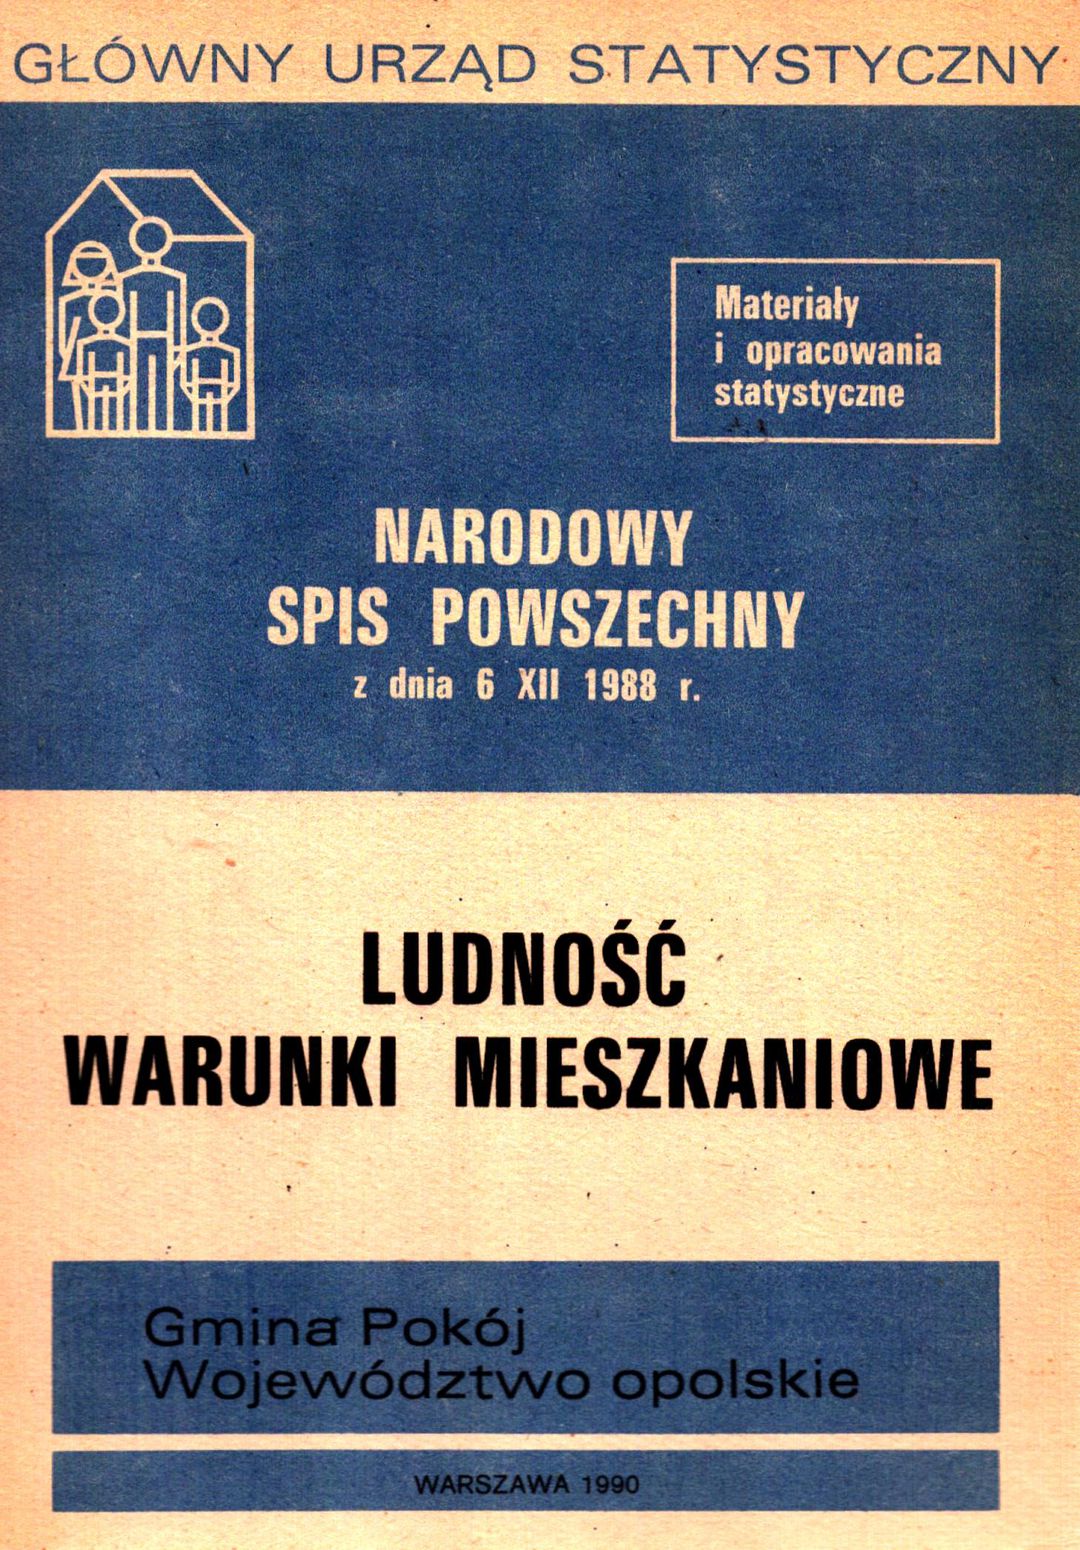 GŁÓWNY URZĄD STATYSTYCZNY
Materiały
i opracowania
statystyczne
NARODOWY
SPIS POWSZECHNY
z dnia 6 XII 1988 r.
LUDNOŚĆ
WARUNKI MIESZKANIOWE
Gmina Pokój
Województwo opolskie
WARSZAWA 1990